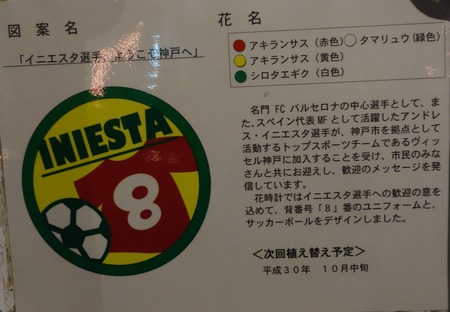 図案名
花名
「イニエスタ選手 ようこそ神戸へ」
アキランサス（赤色） タマリュウ（緑色）
アキランサス（黄色）
シロタエギク（白色）
INIESTA
8
名門ＦＣバルセロナの中心選手として、ま
た、スペイン代表ＭＦとして活躍したアンドレ
ス・イニエスタ選手が、神戸市を拠点として
活動するトップスポーツチームであるヴィッ
セル神戸に加入することを受け、市民のみな
さんと共にお迎えし、歓迎のメッセージを発
信しています。
花時計ではイニエスタ選手への歓迎の意を
込めて、背番号「８」番のユニフォームと、
サッカーボールをデザインしました。
＜次回植え替え予定＞
平成３０年 １０月中旬